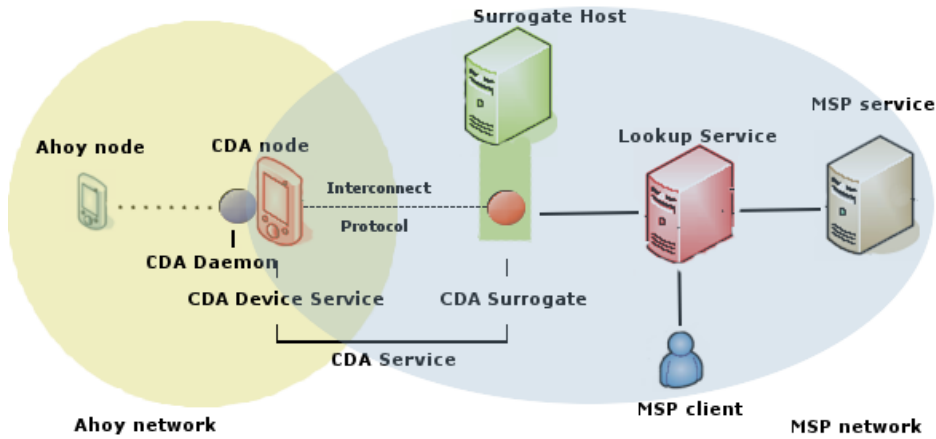 Surrogate Host
MSP service
Lookup Service
Ahoy node
CDA node
Interconnect
Protocol
D
D
D
CDA Daemon
CDA Device Service
CDA Surrogate
CDA Service
MSP client
Ahoy network
MSP network